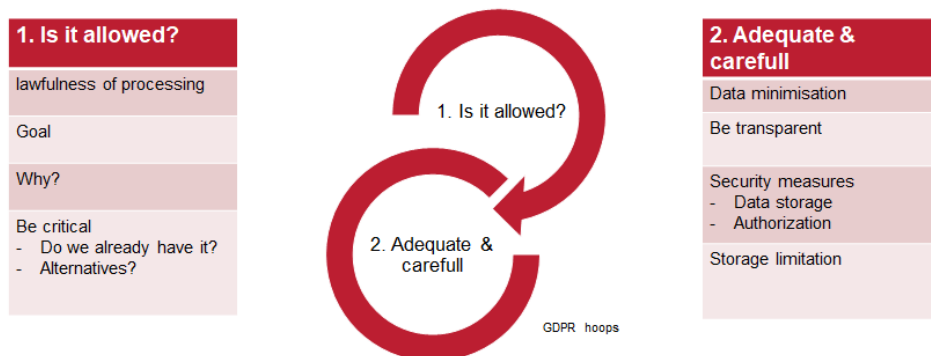 1. Is it allowed?
lawfulness of processing
Goal
Why?
Be critical
- Do we already have it?
- Alternatives?
1. Is it allowed?
2. Adequate &
carefull
GDPR hoops
2. Adequate &
carefull
Data minimisation
Be transparent
Security measures
- Data storage
- Authorization
Storage limitation